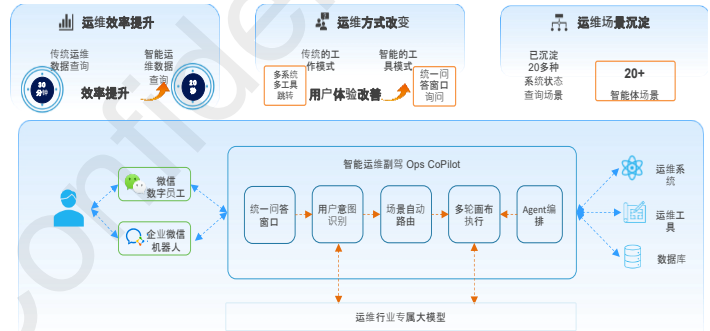 运维效率提升
传统运维
数据查询
智能运
维数据
查询
30
分钟
20
秒
效率提升
运维方式改变
传统的工
作模式
智能的工
具模式
多系统
多工具
跳转
统一问
答窗口
询问
用户体验改善
运维场景沉淀
已沉淀
20多种
系统状态
查询场景
20+
智能体场景
微信
数字员工
企业微信
机器人
智能运维副驾 Ops CoPilot
统一问答
窗口
用户意图
识别
场景自动
路由
多轮画布
执行
Agent编
排
运维系
统
运维工
具
数据库
运维行业专属大模型